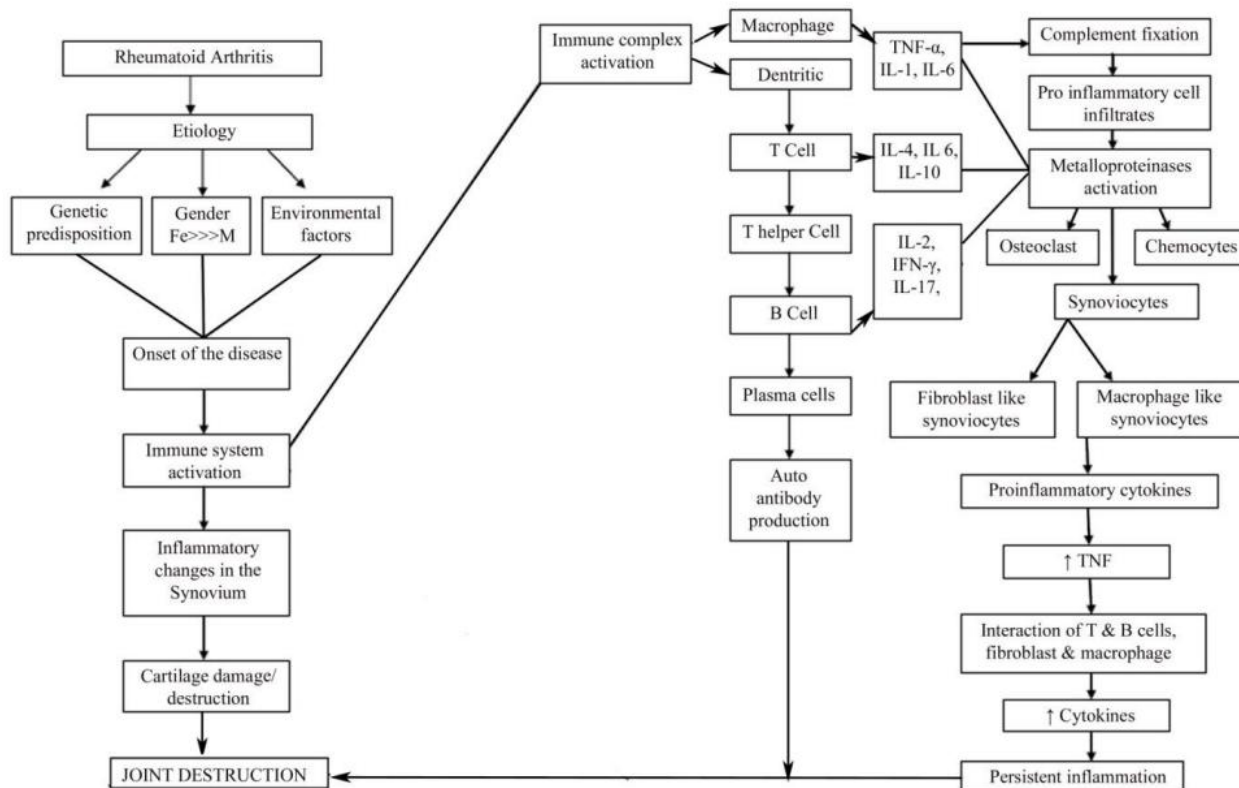 Rheumatoid Arthritis
Etiology
Genetic
predisposition
Gender
Fe>>>M
Environmental
factors
Onset of the disease
Immune system
activation
Inflammatory
changes in the
Synovium
Cartilage damage/
destruction
JOINT DESTRUCTION
Immune complex
activation
Macrophage
Dentritic
T Cell
T helper Cell
B Cell
Plasma cells
Auto
antibody
production
TNF-α,
IL-1, IL-6
IL-4, IL 6,
IL-10
IL-2,
IFN-γ,
IL-17,
Complement fixation
Pro inflammatory cell
infiltrates
Metalloproteinases
activation
Osteoclast
Chemocytes
Synoviocytes
Fibroblast like
synoviocytes
Macrophage like
synoviocytes
Proinflammatory cytokines
↑ TNF
Interaction of T & B cells,
fibroblast & macrophage
↑ Cytokines
Persistent inflammation